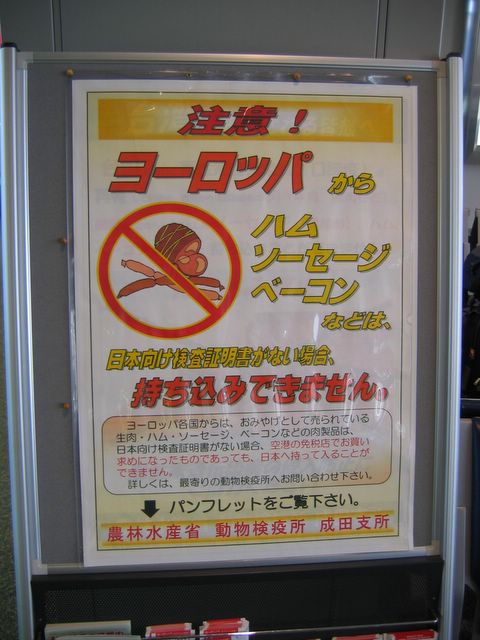 注意！
ヨーロッパから
ハム
ソーセージ
ベーコン
などは、
日本向け検査証明書がない場合、
持ち込みできません。
ヨーロッパ各国からは、おみやげとして売られている
生肉・ハム・ソーセージ、ベーコンなどの肉製品は、
日本向け検査証明書がない場合、空港の免税店でお買い
求めになったものであっても、日本へ持って入ることが
できません。
詳しくは、最寄りの動物検疫所へお問い合わせ下さい。
パンフレットをご覧下さい。
農林水産省 動物検疫所 成田支所